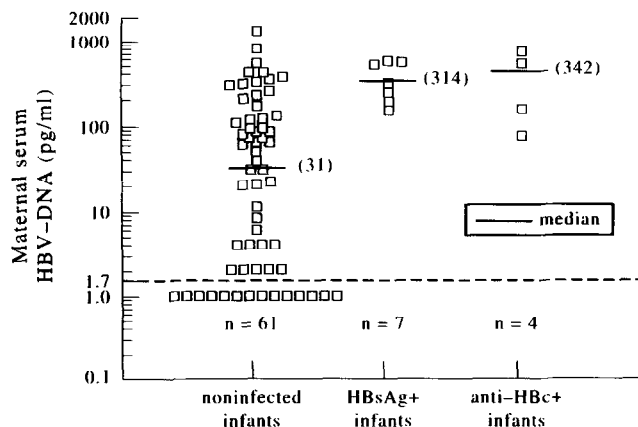 2000
1000
100
10
1.7
1.0
0.1
Maternal serum
HBV-DNA (pg/ml)
(31)
(314)
(342)
median
n = 61
n = 7
n = 4
noninfected
infants
HBsAg+
infants
anti-HBc+
infants